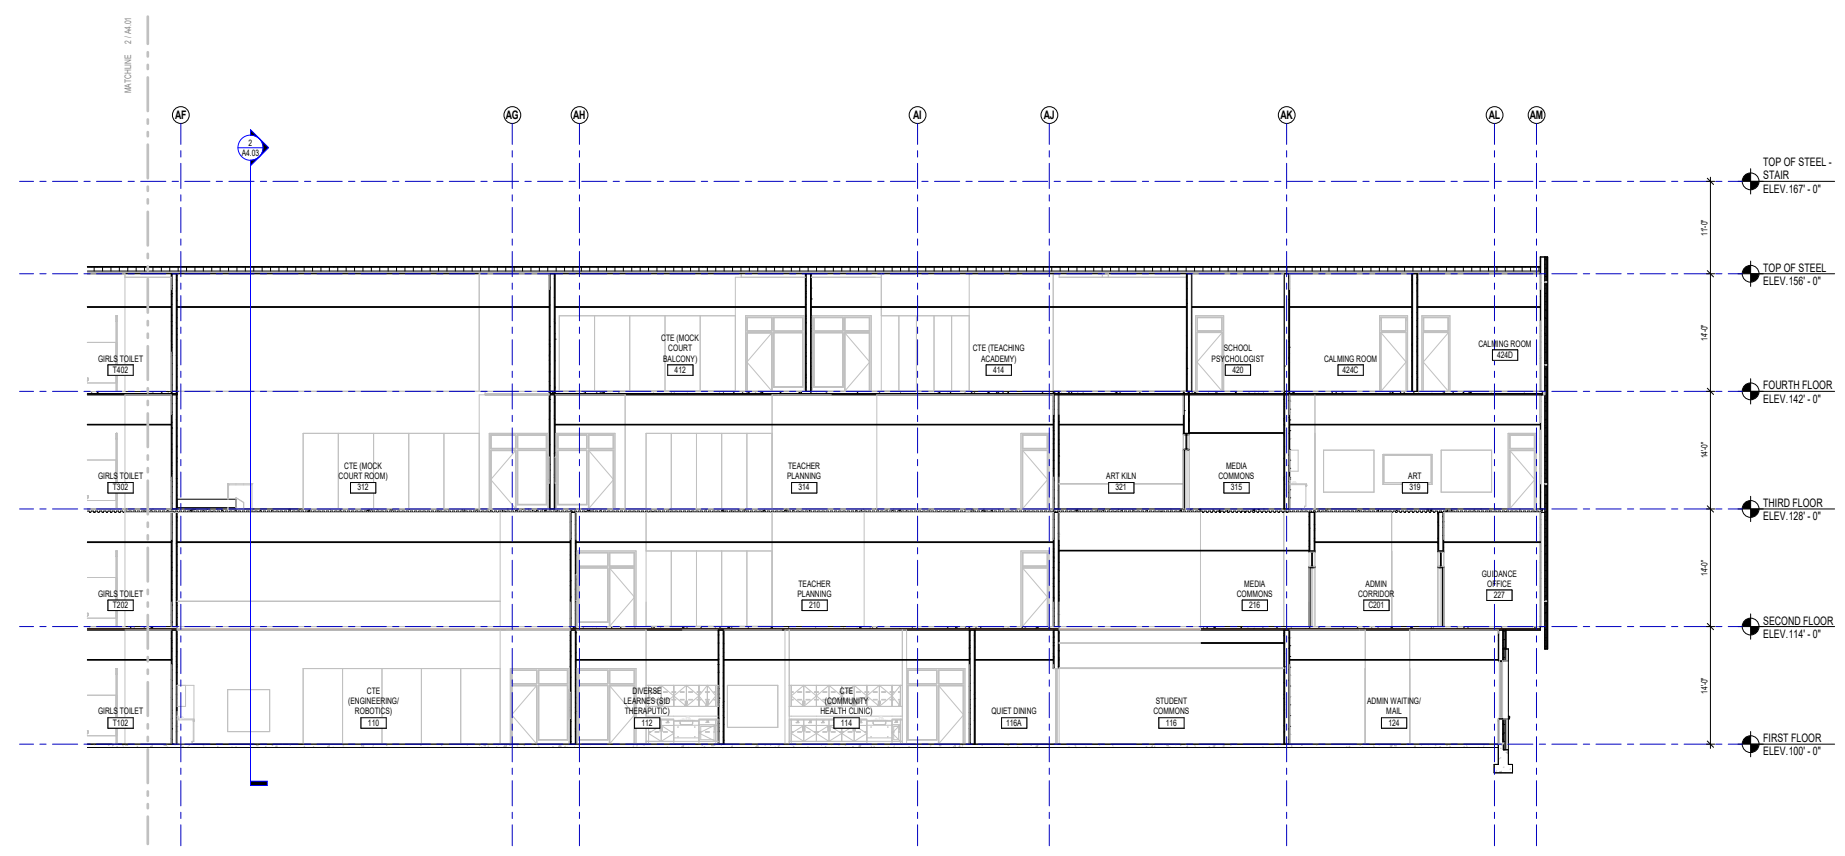 MATCHLINE 2 / A4.01
AF
AG
AH
AI
AJ
AK
AL
AM
2
A4.03
TOP OF STEEL -
STAIR
ELEV.167' - 0"
11'-0"
TOP OF STEEL
ELEV.156' - 0"
14'-0"
GIRLS TOILET
T402
CTE (MOCK
COURT
BALCONY)
412
CTE (TEACHING
ACADEMY)
414
SCHOOL
PSYCHOLOGIST
420
CALMING ROOM
424C
CALMING ROOM
424D
FOURTH FLOOR
ELEV.142' - 0"
14'-0"
GIRLS TOILET
T302
CTE (MOCK
COURT ROOM)
312
TEACHER
PLANNING
314
ART KILN
321
MEDIA
COMMONS
315
ART
319
THIRD FLOOR
ELEV.128' - 0"
14'-0"
GIRLS TOILET
T202
TEACHER
PLANNING
210
MEDIA
COMMONS
216
ADMIN
CORRIDOR
C201
GUIDANCE
OFFICE
227
SECOND FLOOR
ELEV.114' - 0"
14'-0"
GIRLS TOILET
T102
CTE
(ENGINEERING/
ROBOTICS)
110
DIVERSE
LEARNES (SID
THERAPUTIC)
112
CTE
(COMMUNITY
HEALTH CLINIC)
114
QUIET DINING
116A
STUDENT
COMMONS
116
ADMIN WAITING/
MAIL
124
FIRST FLOOR
ELEV.100' - 0"